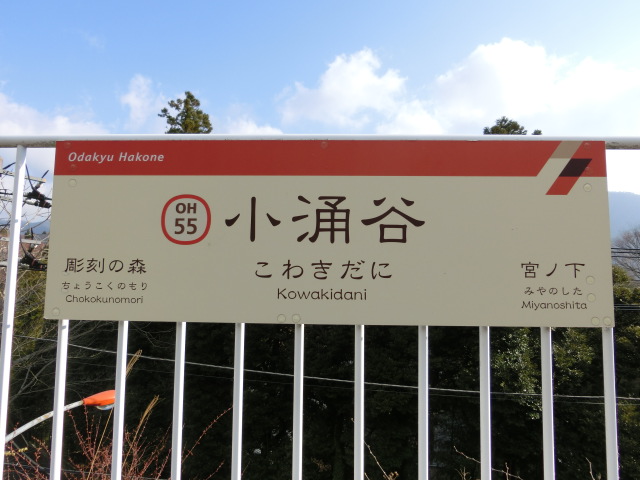 Odakyu Hakone
OH
55
小涌谷
こわきだに
Kowakidani
彫刻の森
ちょうこくのもり
Chokokunomori
宮ノ下
みやのした
Miyanoshita